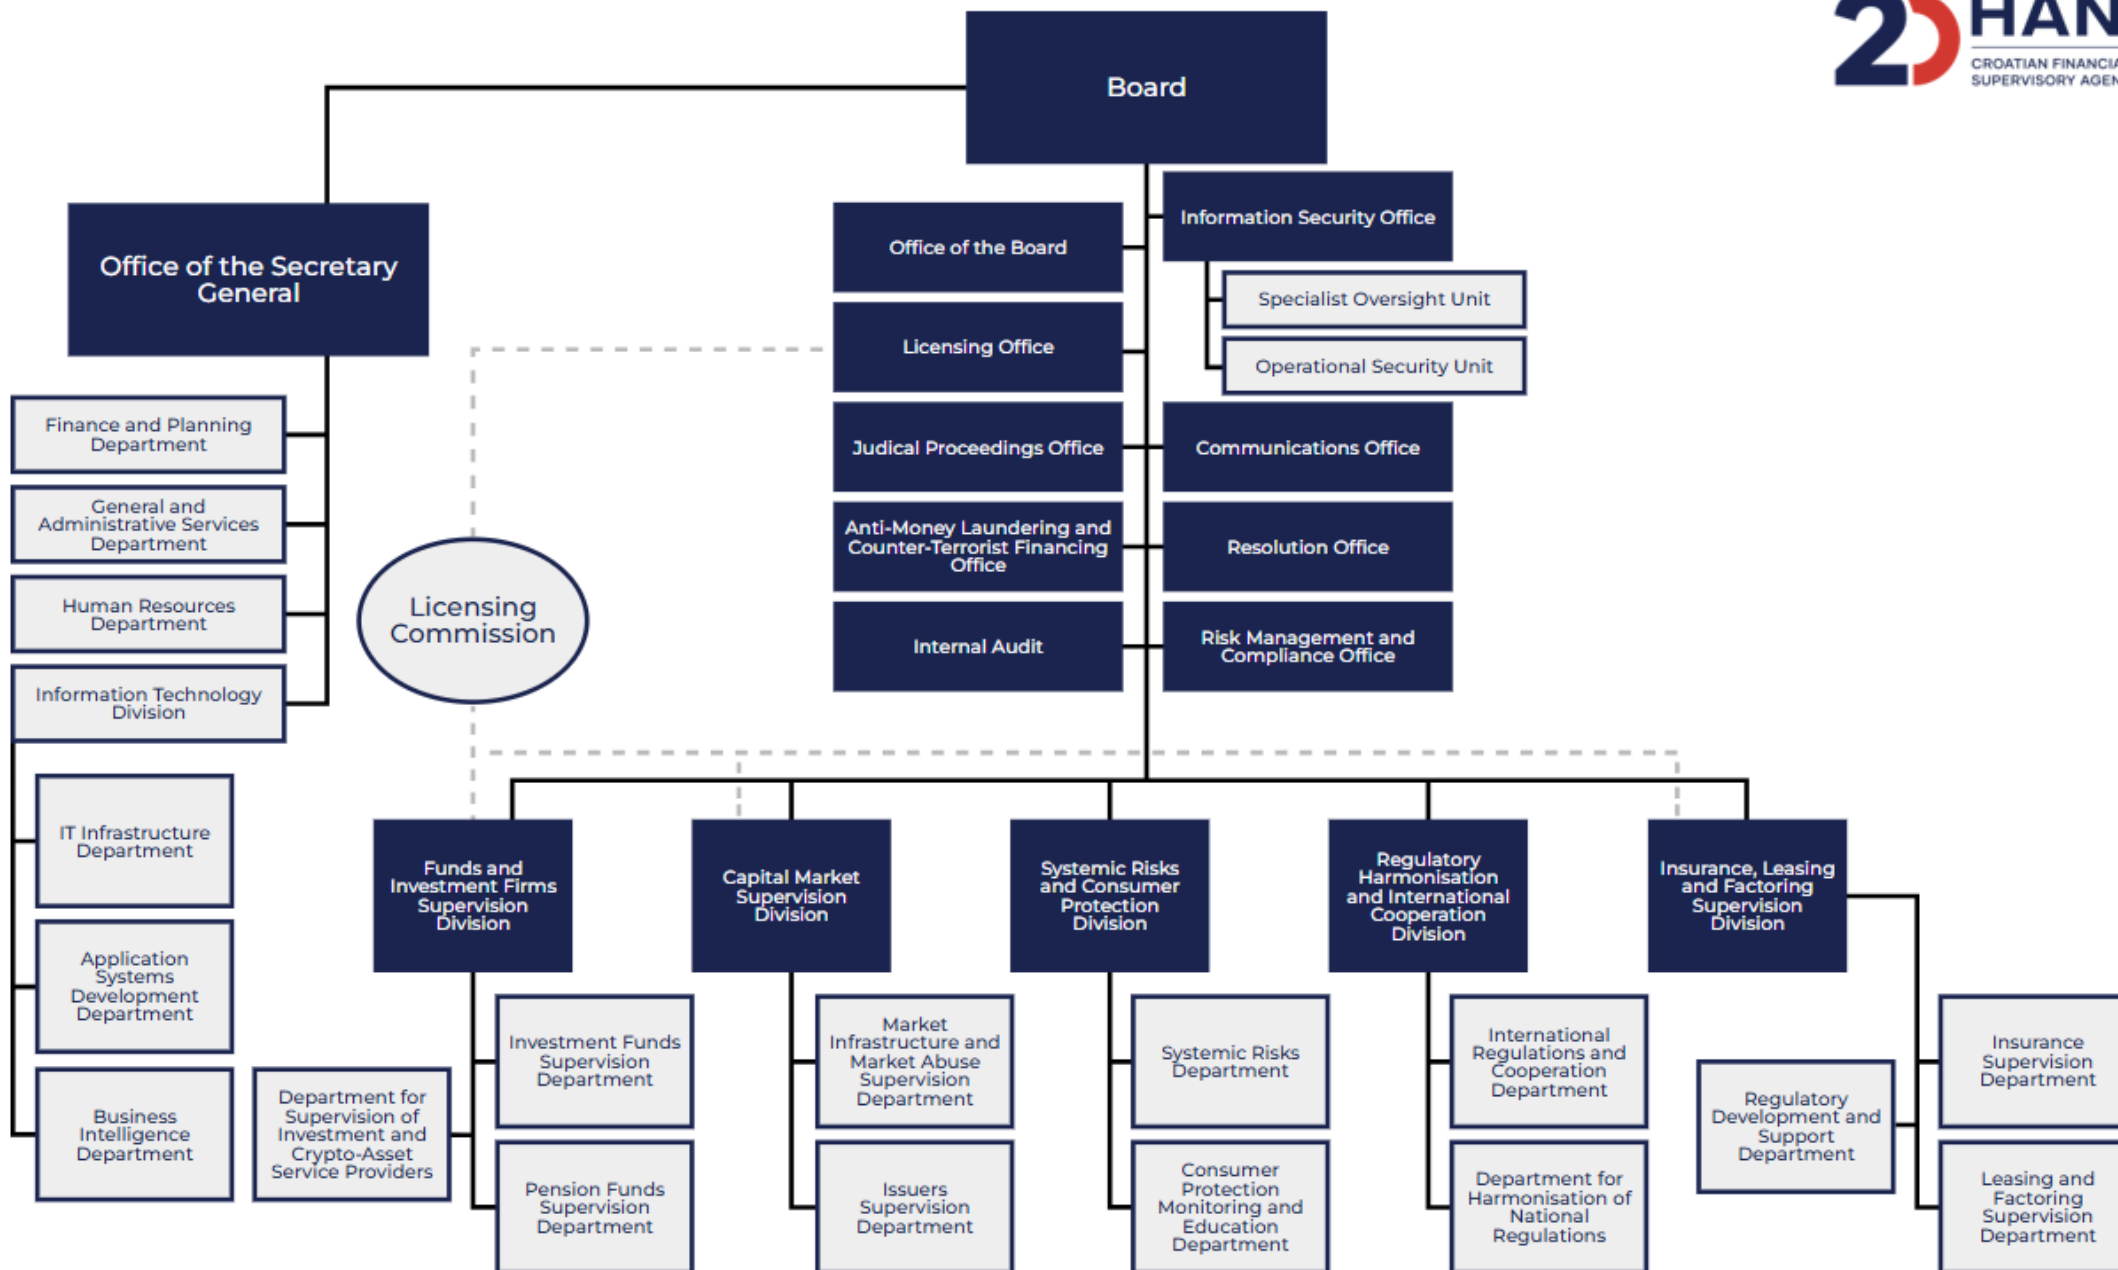 20 HAN
CROATIAN FINANCIA
SUPERVISORY AGEN
Board
Office of the Secretary
General
Information Security Office
Office of the Board
Specialist Oversight Unit
Licensing Office
Operational Security Unit
Finance and Planning
Department
Judical Proceedings Office
Communications Office
General and
Administrative Services
Department
Anti-Money Laundering and
Counter-Terrorist Financing
Office
Resolution Office
Human Resources
Department
Licensing
Commission
Internal Audit
Risk Management and
Compliance Office
Information Technology
Division
IT Infrastructure
Department
Application
Systems
Development
Department
Business
Intelligence
Department
Funds and
Investment Firms
Supervision
Division
Capital Market
Supervision
Division
Systemic Risks
and Consumer
Protection
Division
Regulatory
Harmonisation
and International
Cooperation
Division
Insurance, Leasing
and Factoring
Supervision
Division
Department for
Supervision of
Investment and
Crypto-Asset
Service Providers
Investment Funds
Supervision
Department
Pension Funds
Supervision
Department
Market
Infrastructure and
Market Abuse
Supervision
Department
Issuers
Supervision
Department
Systemic Risks
Department
Consumer
Protection
Monitoring and
Education
Department
International
Regulations and
Cooperation
Department
Department for
Harmonisation of
National
Regulations
Regulatory
Development and
Support
Department
Insurance
Supervision
Department
Leasing and
Factoring
Supervision
Department